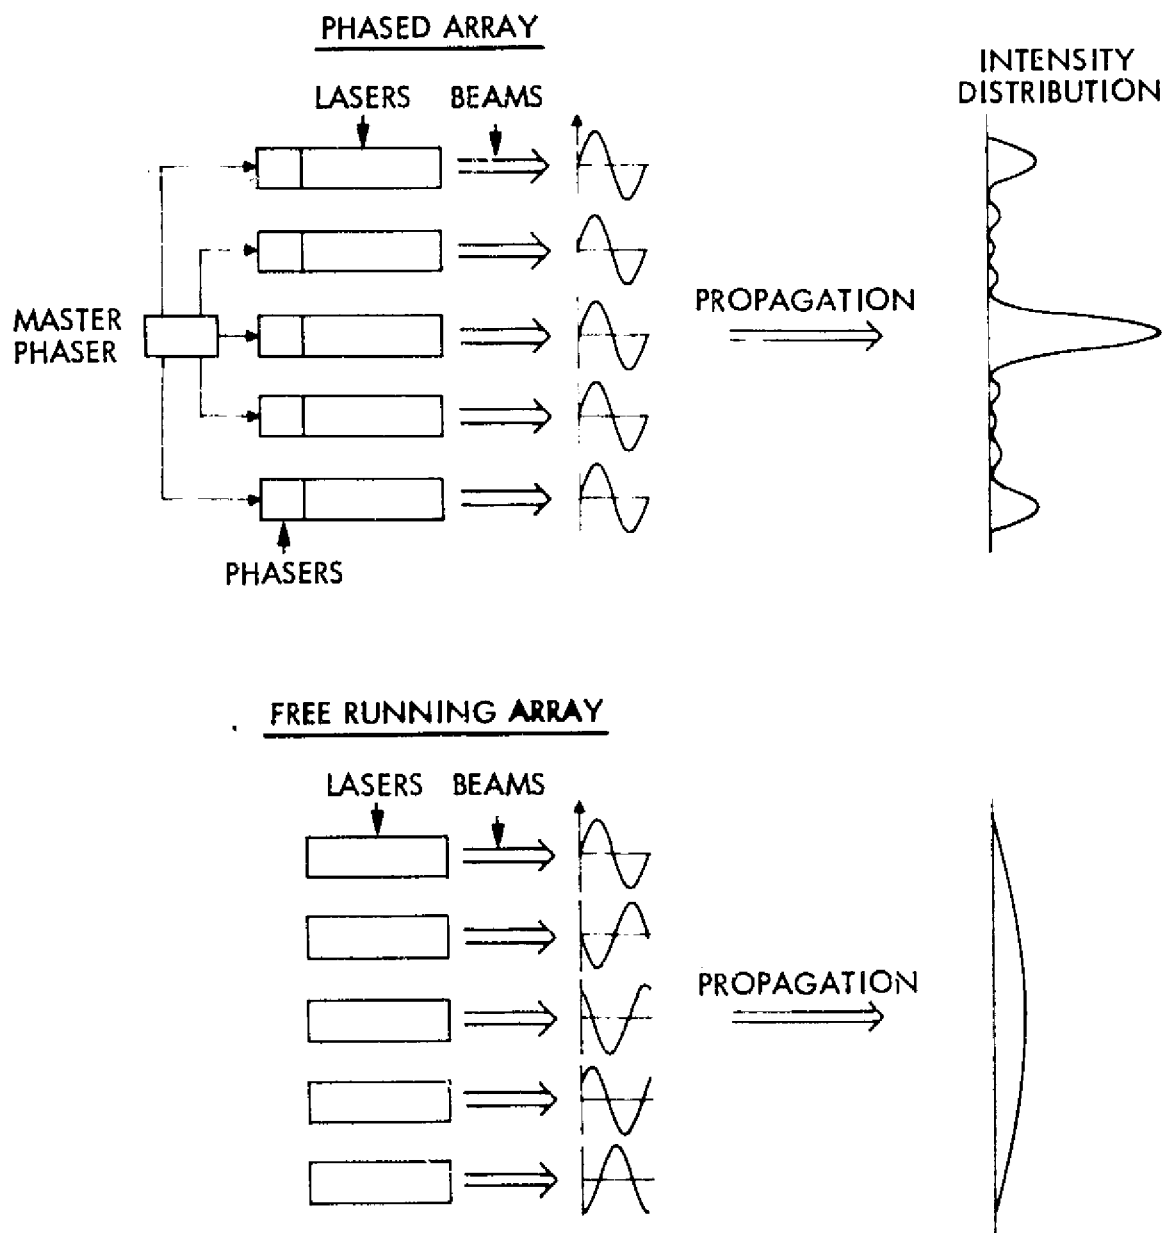 PHASED ARRAY
INTENSITY
DISTRIBUTION
LASERS BEAMS
PROPAGATION
MASTER
PHASER
PHASERS
FREE RUNNING ARRAY
LASERS BEAMS
PROPAGATION